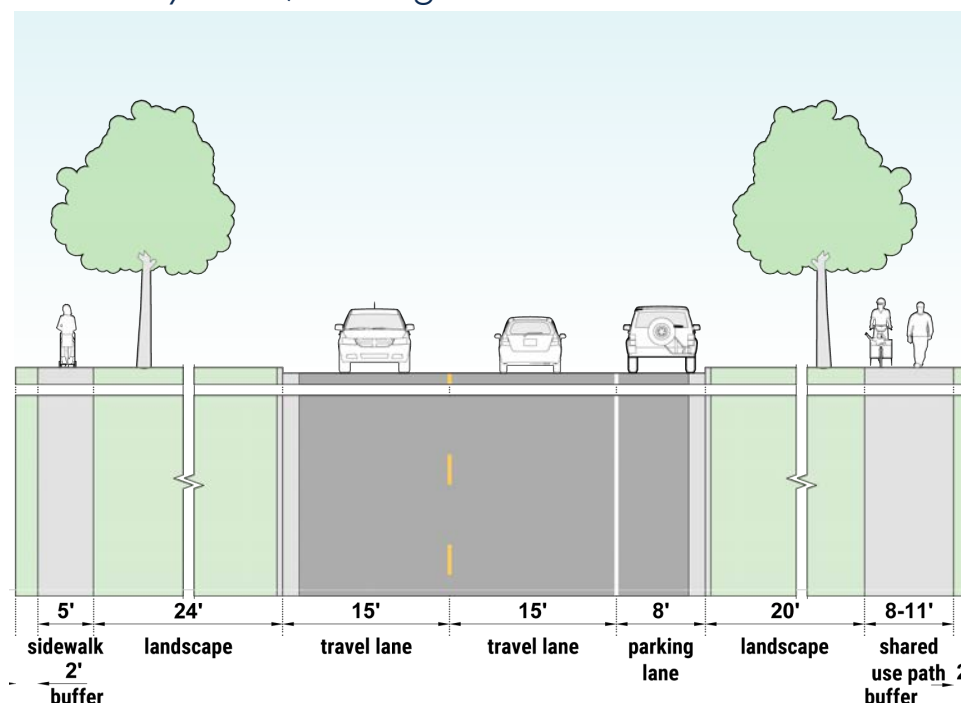 5'
24'
15'
15'
8'
20'
8-11'
sidewalk
landscape
travel lane
travel lane
parking
lane
landscape
shared
use path
2'
buffer
buffer